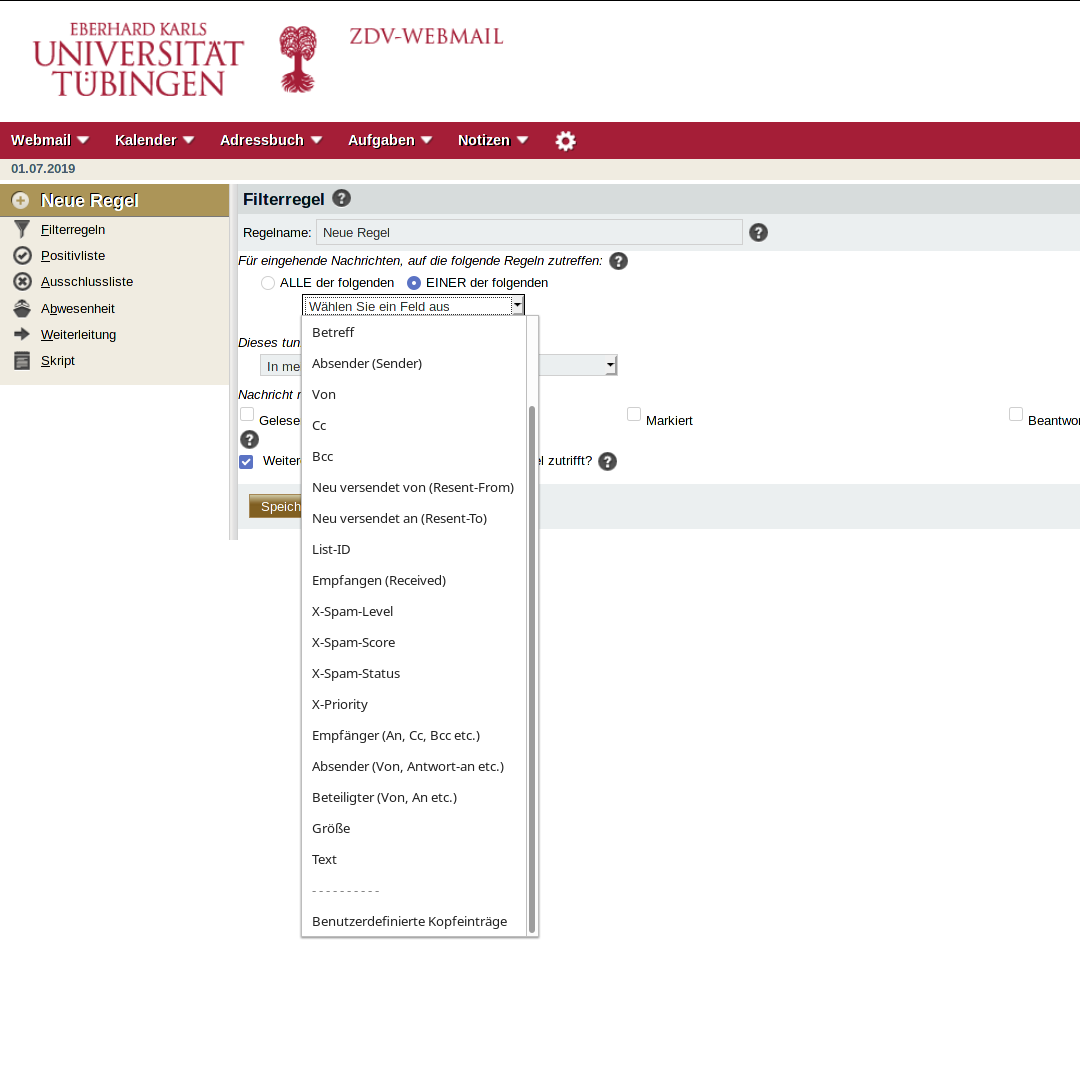 EBERHARD KARLS
UNIVERSITÄT
TÜBINGEN
ZDV-WEBMAIL
Webmail Kalender Adressbuch Aufgaben Notizen
01.07.2019
Neue Regel
Filterregeln
Positivliste
Ausschlussliste
Abwesenheit
Weiterleitung
Skript
Filterregel ?
Regelname: Neue Regel ?
Für eingehende Nachrichten, auf die folgende Regeln zutreffen: ?
ALLE der folgenden EINER der folgenden
Wählen Sie ein Feld aus
Betreff
Absender (Sender)
Von
Cc
Bcc
Neu versendet von (Resent-From)
Neu versendet an (Resent-To)
List-ID
Empfangen (Received)
X-Spam-Level
X-Spam-Score
X-Spam-Status
X-Priority
Empfänger (An, Cc, Bcc etc.)
Absender (Von, Antwort-an etc.)
Beteiligter (Von, An etc.)
Größe
Text
- - - - - - - - - -
Benutzerdefinierte Kopfeinträge
Dieses tun
In me
Nachricht
Gelese Markiert Beantwor
?
Weiter zutrifft? ?
Speich